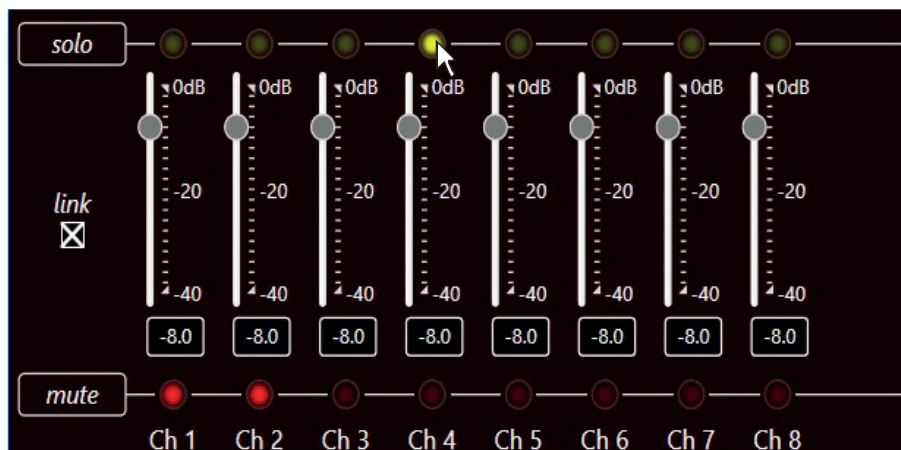 solo
0dB 0dB 0dB 0dB 0dB 0dB 0dB 0dB
-20 -20 -20 -20 -20 -20 -20 -20
link
-40 -40 -40 -40 -40 -40 -40 -40
-8.0 -8.0 -8.0 -8.0 -8.0 -8.0 -8.0 -8.0
mute
Ch 1 Ch 2 Ch 3 Ch 4 Ch 5 Ch 6 Ch 7 Ch 8